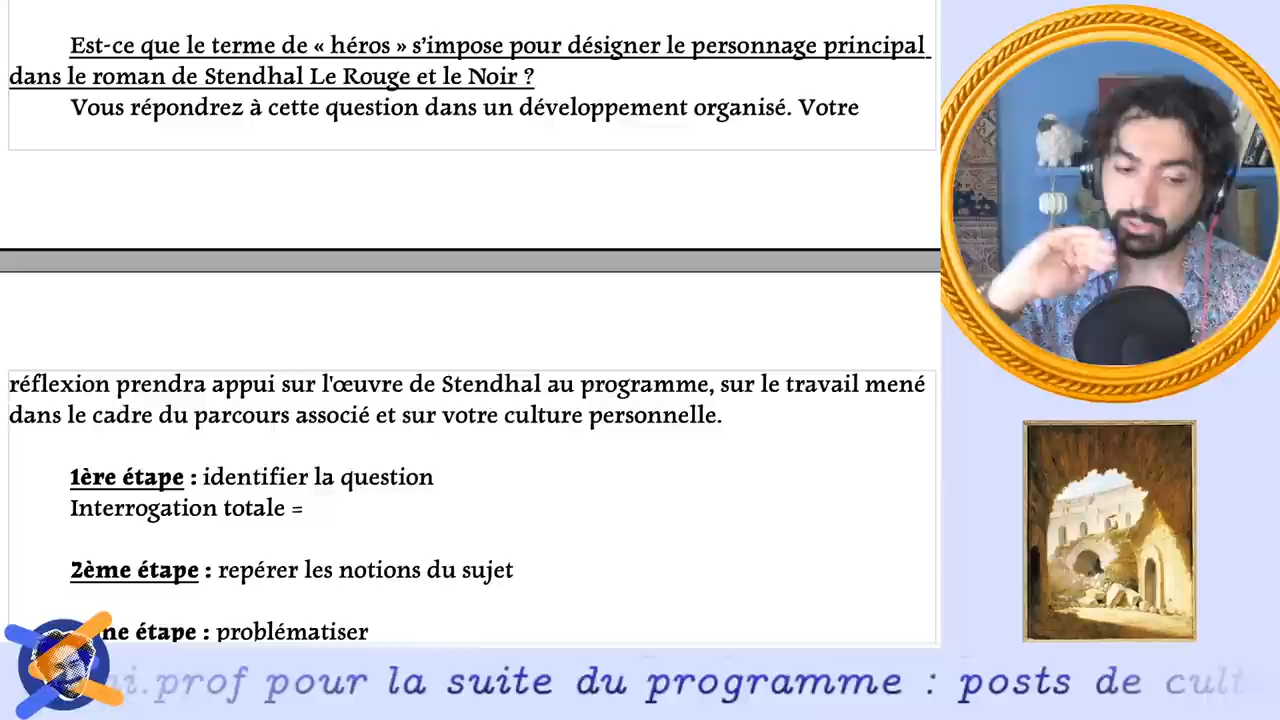 Est-ce que le terme de « héros » s’impose pour désigner le personnage principal
dans le roman de Stendhal Le Rouge et le Noir ?
Vous répondrez à cette question dans un développement organisé. Votre
réflexion prendra appui sur l'œuvre de Stendhal au programme, sur le travail mené
dans le cadre du parcours associé et sur votre culture personnelle.
1ère étape : identifier la question
Interrogation totale =
2ème étape : repérer les notions du sujet
étape : problématiser
prof pour la suite du programme : posts de